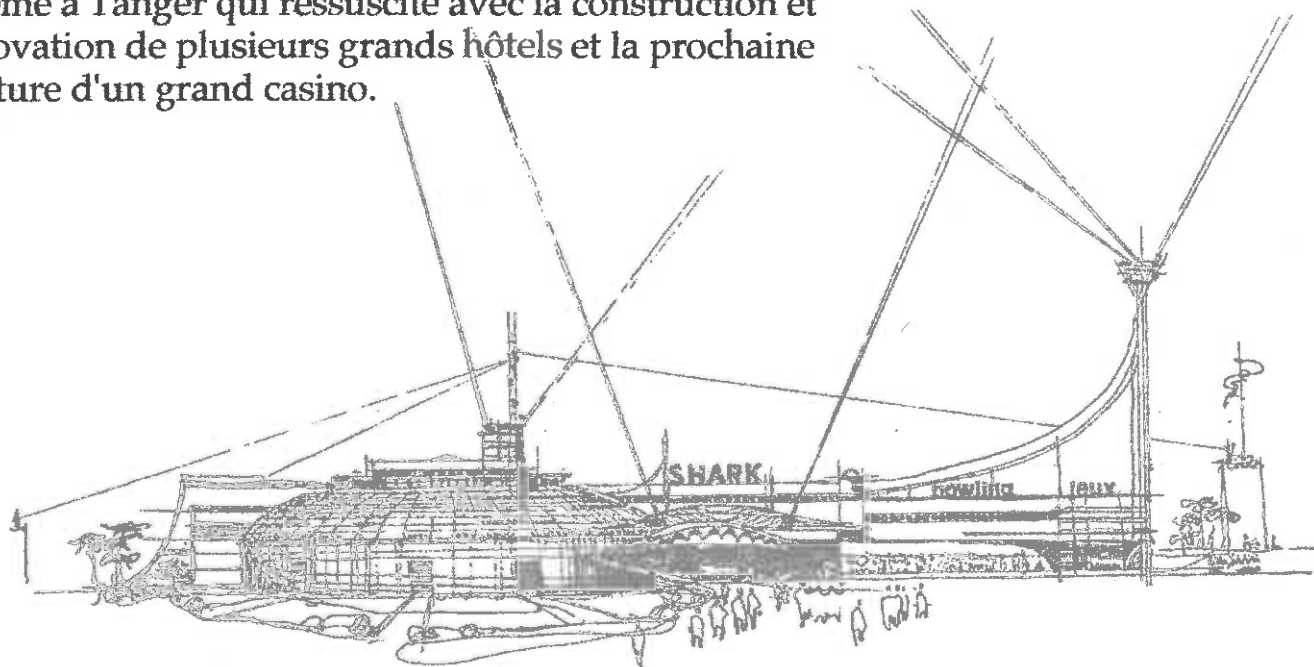 ome à Tanger qui ressuscite avec la construction et
ovation de plusieurs grands hôtels et la prochaine
ture d'un grand casino.
SHARK
bowling jeux